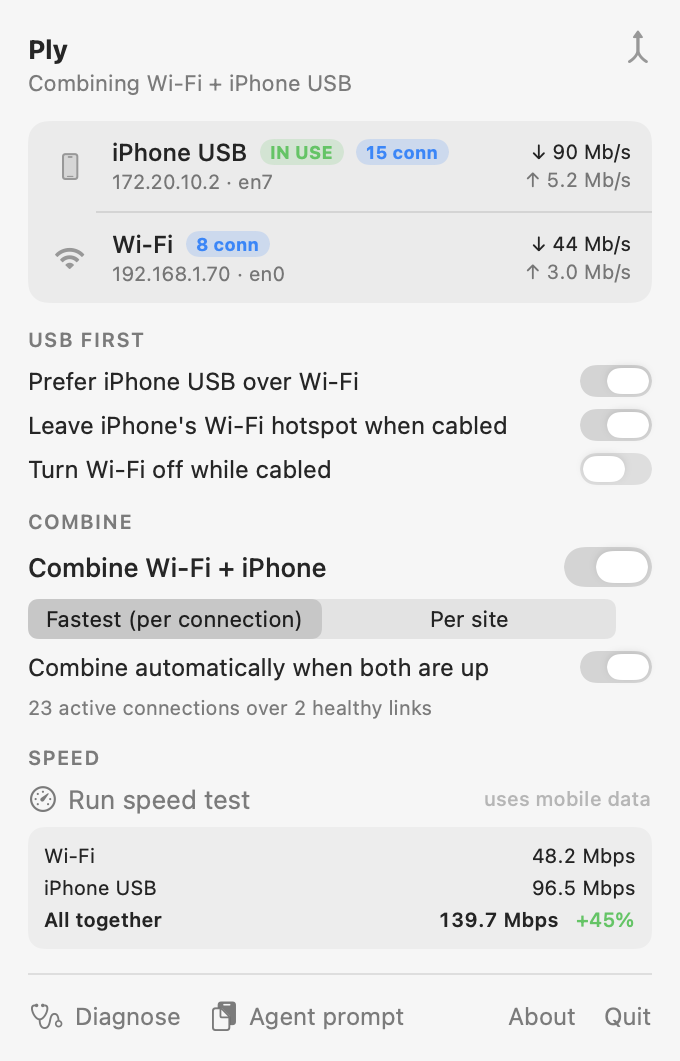 Ply
Combining Wi-Fi + iPhone USB
iPhone USB IN USE 15 conn ↓ 90 Mb/s
172.20.10.2 · en7 ↑ 5.2 Mb/s
Wi-Fi 8 conn ↓ 44 Mb/s
192.168.1.70 · en0 ↑ 3.0 Mb/s
USB FIRST
Prefer iPhone USB over Wi-Fi
Leave iPhone's Wi-Fi hotspot when cabled
Turn Wi-Fi off while cabled
COMBINE
Combine Wi-Fi + iPhone
Fastest (per connection) Per site
Combine automatically when both are up
23 active connections over 2 healthy links
SPEED
Run speed test uses mobile data
Wi-Fi 48.2 Mbps
iPhone USB 96.5 Mbps
All together 139.7 Mbps +45%
Diagnose Agent prompt About Quit